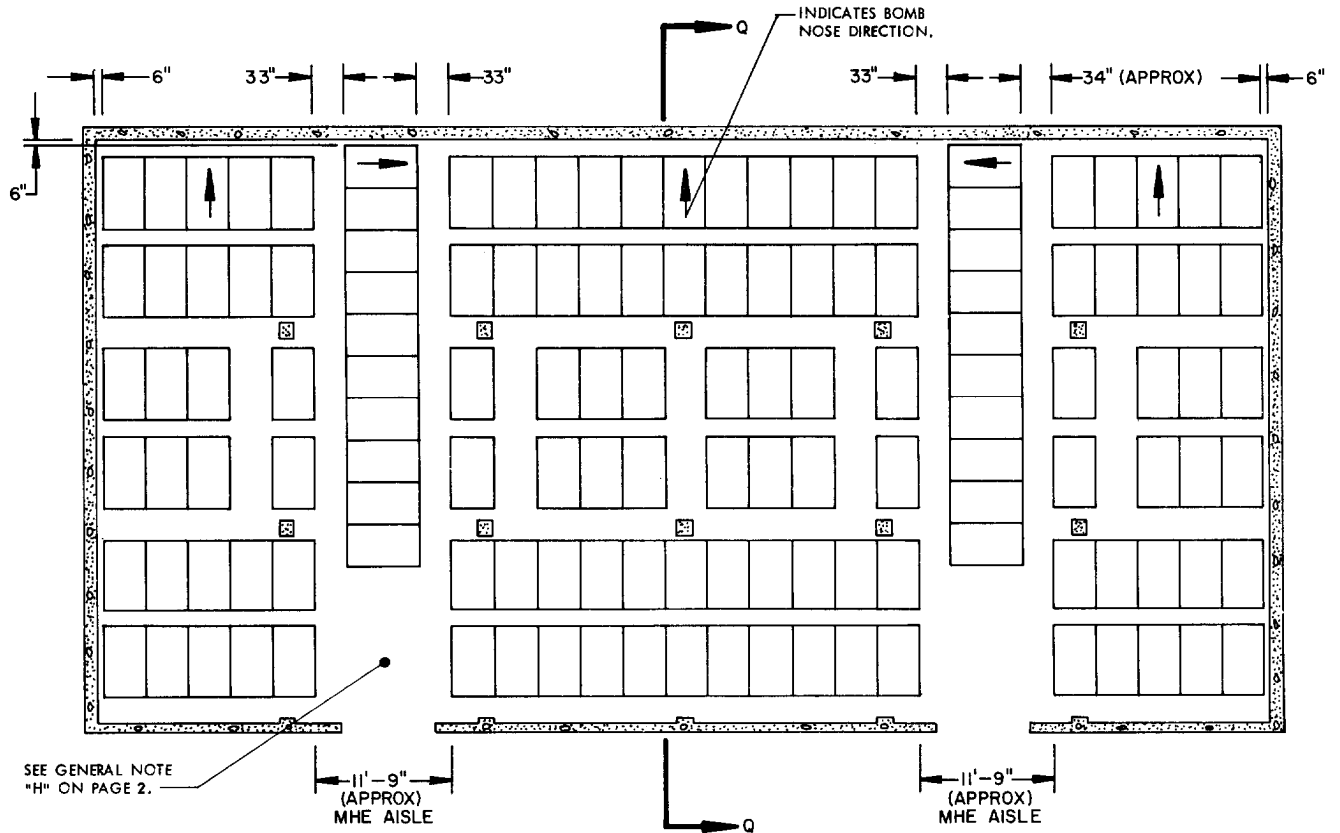 INDICATES BOMB
NOSE DIRECTION.
Q
6"
33"
33"
33"
34" (APPROX)
6"
6"
SEE GENERAL NOTE
"H" ON PAGE 2.
11'-9"
(APPROX)
MHE AISLE
11'-9"
(APPROX)
MHE AISLE
Q